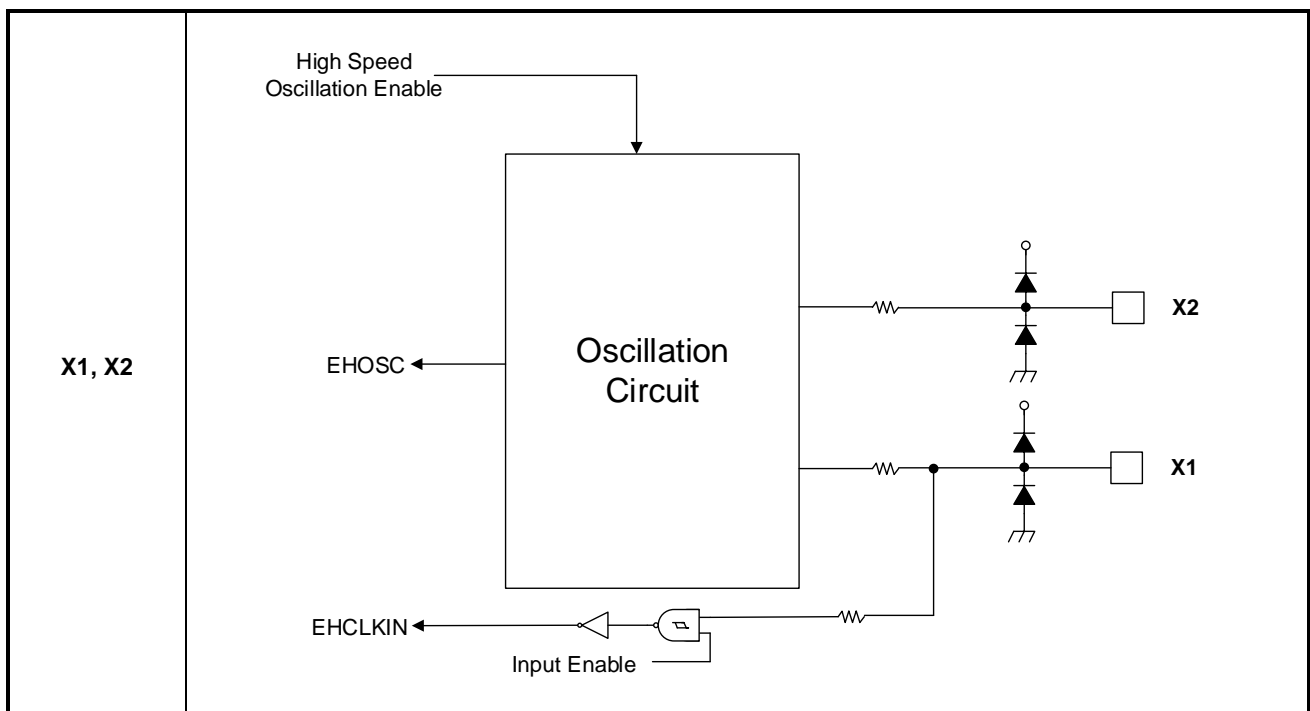 High Speed
Oscillation Enable
X2
Oscillation
Circuit
X1, X2
EHOSC
X1
EHCLKIN
Input Enable